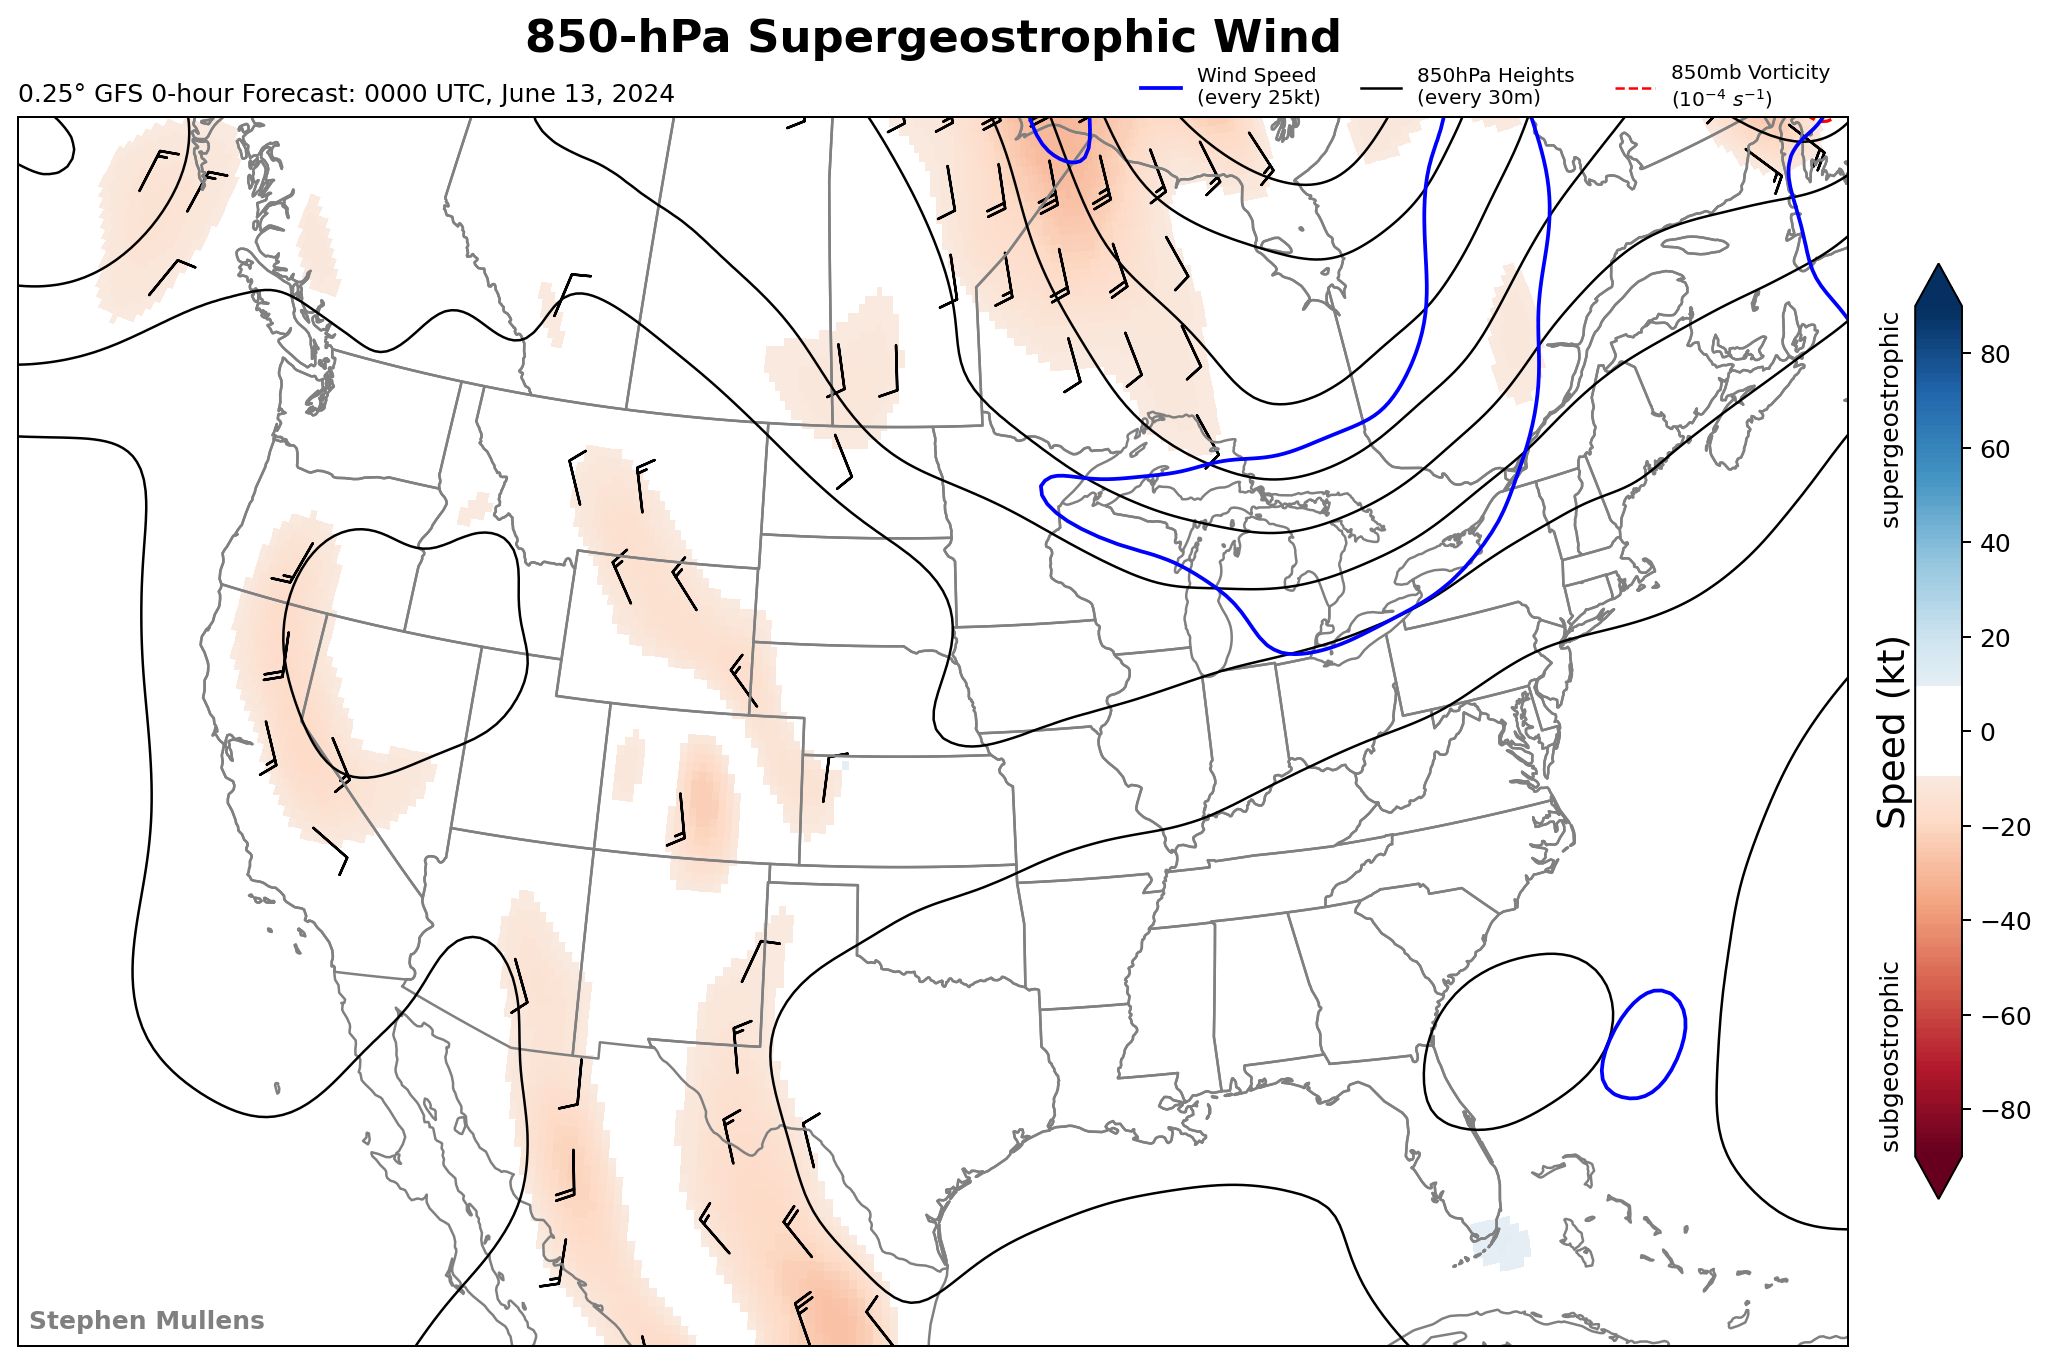 850-hPa Supergeostrophic Wind
0.25° GFS 0-hour Forecast: 0000 UTC, June 13, 2024
Wind Speed
(every 25kt)
850hPa Heights
(every 30m)
850mb Vorticity
(10⁻⁴ s⁻¹)
supergeostrophic
Speed (kt)
subgeostrophic
80
60
40
20
0
−20
−40
−60
−80
Stephen Mullens